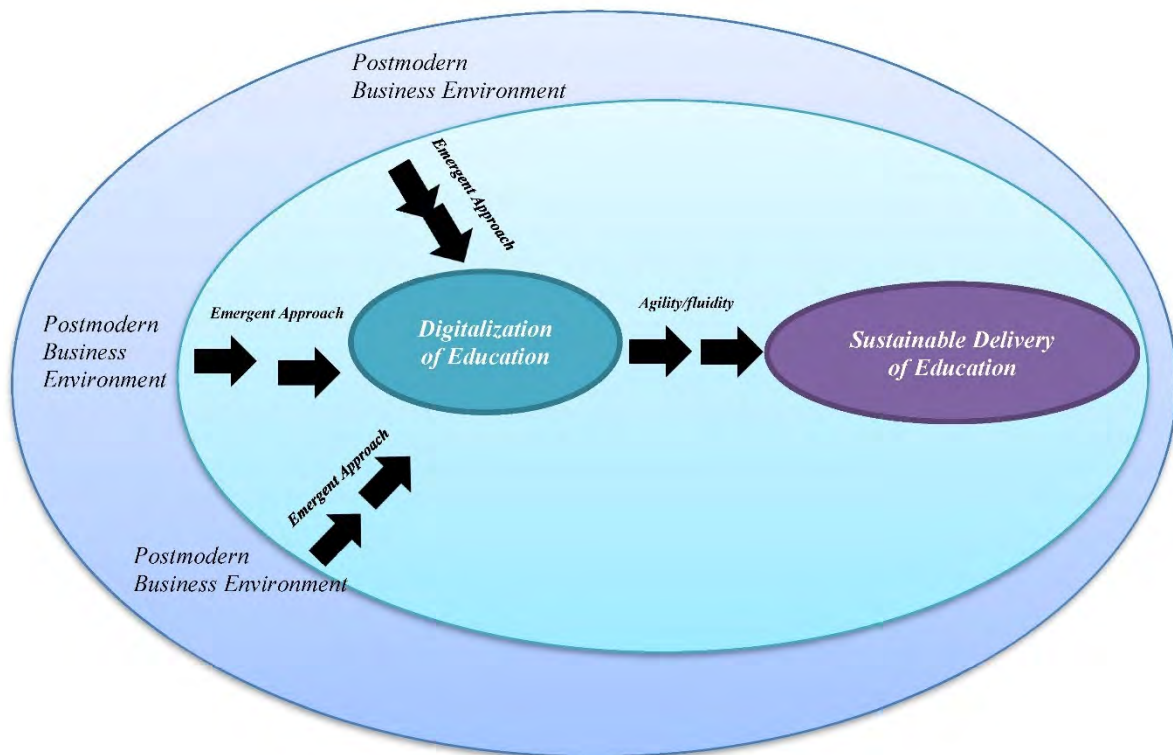 Postmodern
Business Environment
Emergent Approach
Postmodern
Business
Environment
Emergent Approach
Digitalization
of Education
Agility/fluidity
Sustainable Delivery
of Education
Emergent Approach
Postmodern
Business Environment